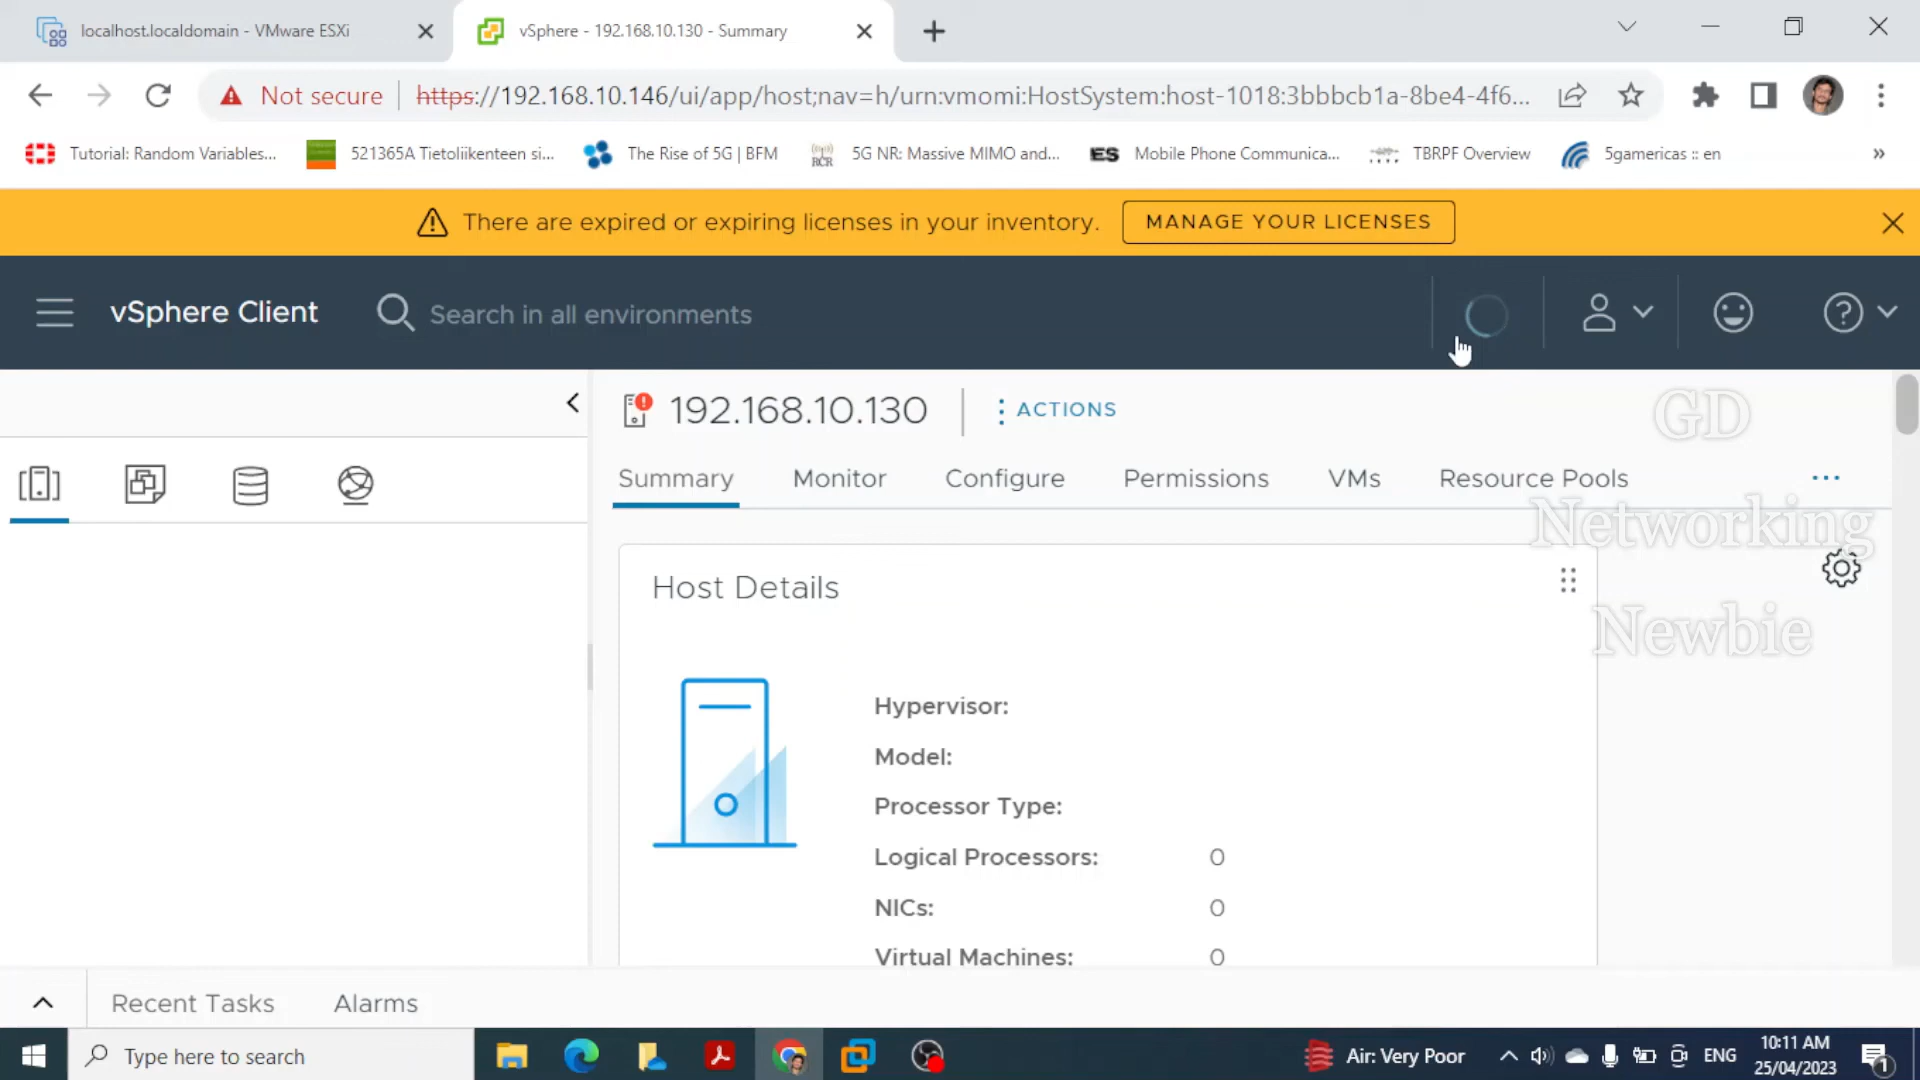 localhost.localdomain - VMware ESXi
vSphere - 192.168.10.130 - Summary
Not secure
https://192.168.10.146/ui/app/host;nav=h/urn:vmomi:HostSystem:host-1018:3bbbcb1a-8be4-4f6...
Tutorial: Random Variables...
521365A Tietoliikenteen si...
The Rise of 5G | BFM
RCR
5G NR: Massive MIMO and...
ES
Mobile Phone Communica...
TBRPF Overview
5gamericas :: en
»
There are expired or expiring licenses in your inventory.
MANAGE YOUR LICENSES
vSphere Client
Search in all environments
192.168.10.130
ACTIONS
GD
Summary
Monitor
Configure
Permissions
VMs
Resource Pools
...
Networking
Host Details
Newbie
Hypervisor:
Model:
Processor Type:
Logical Processors: 0
NICs: 0
Virtual Machines: 0
Recent Tasks
Alarms
Type here to search
Air: Very Poor
ENG
10:11 AM
25/04/2023
1